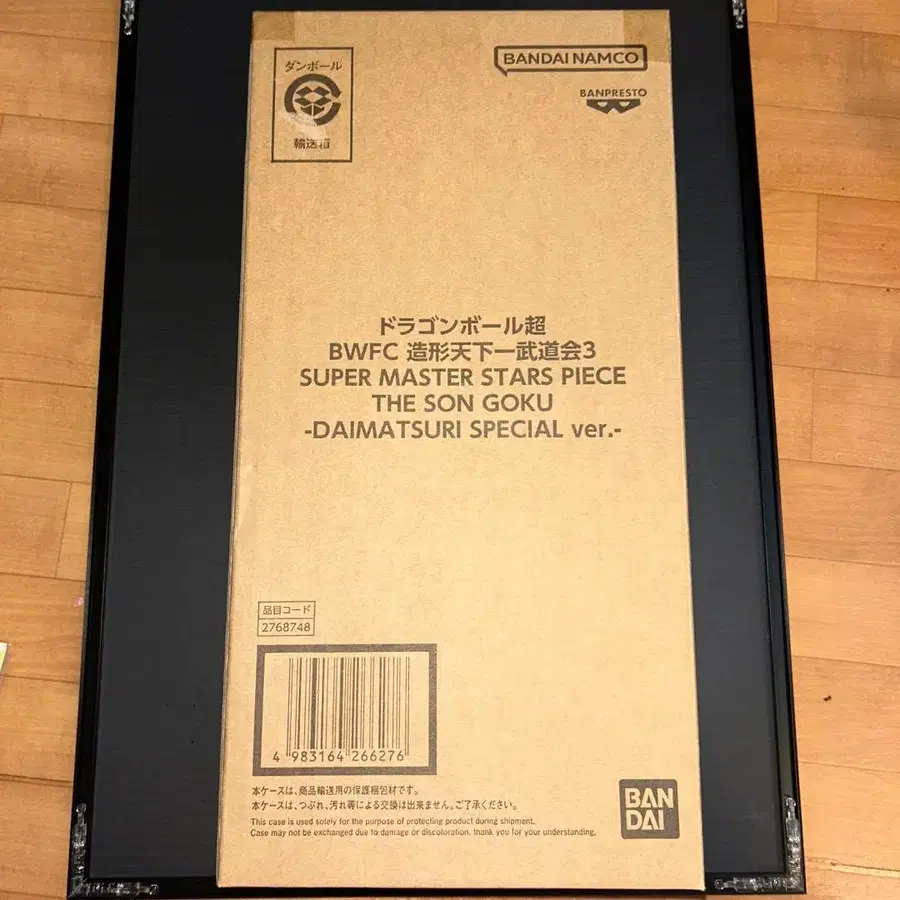 ダンボール
輸送箱
BANDAI NAMCO
BANPRESTO
ドラゴンボール超
BWFC 造形天下一武道会3
SUPER MASTER STARS PIECE
THE SON GOKU
-DAIMATSURI SPECIAL ver.-
品目コード
2768748
4 983164 266276
本ケースは、商品輸送用の保護梱包材です。
本ケースは、つぶれ、汚れ等による交換は出来ません。ご了承ください。
This case is used solely for the purpose of protecting product during shipment.
Case may not be exchanged due to damage or discoloration. thank you for your understanding.
BAN
DAI